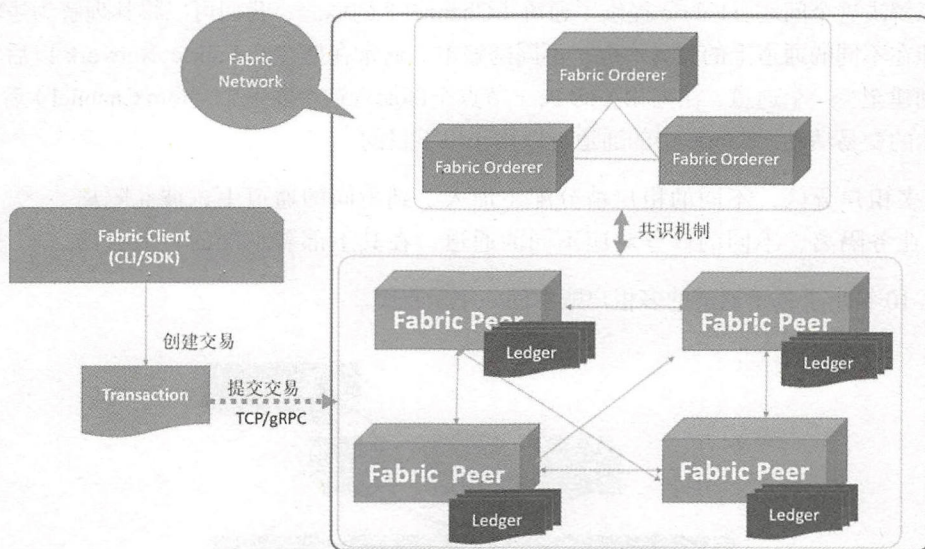 Fabric
Network
Fabric Orderer
Fabric Orderer
Fabric Orderer
共识机制
Fabric Client
(CLI/SDK)
创建交易
Transaction
提交交易
TCP/gRPC
Fabric Peer
Ledger
Fabric Peer
Ledger
Fabric Peer
Ledger
Fabric Peer
Ledger